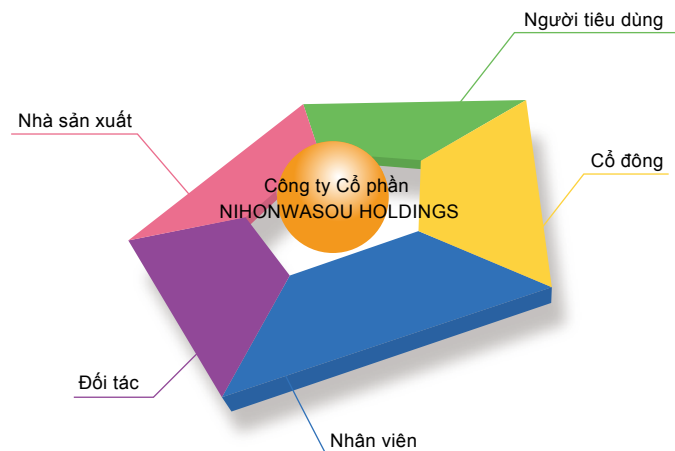 Người tiêu dùng
Nhà sản xuất
Cổ đông
Công ty Cổ phần
NIHONWASOU HOLDINGS
Đối tác
Nhân viên